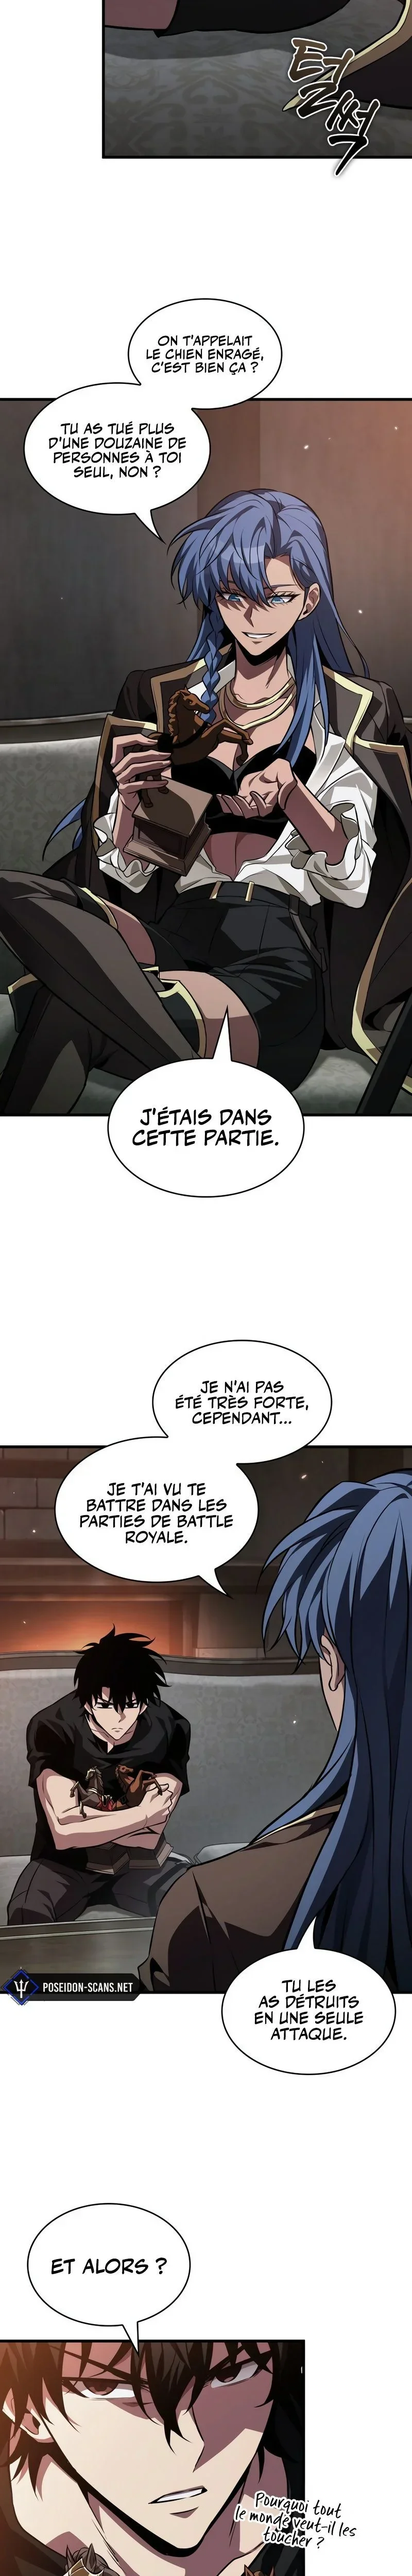 ON T'APPELAIT
LE CHIEN ENRAGÉ,
C'EST BIEN ÇA ?
TU AS TUÉ PLUS
D'UNE DOUZAINE DE
PERSONNES À TOI
SEUL, NON ?
J'ÉTAIS DANS
CETTE PARTIE.
JE N'AI PAS
ÉTÉ TRÈS FORTE,
CEPENDANT...
JE T'AI VU TE
BATTRE DANS LES
PARTIES DE BATTLE
ROYALE.
POSEIDON-SCANS.NET
TU LES
AS DÉTRUITS
EN UNE SEULE
ATTAQUE.
ET ALORS ?
Pourquoi tout
le monde veut-il les
toucher ?